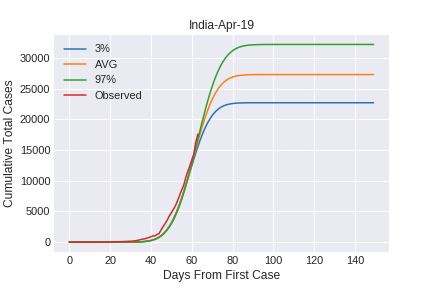 India-Apr-19
3%
AVG
97%
Observed
Cumulative Total Cases
30000
25000
20000
15000
10000
5000
0
0 20 40 60 80 100 120 140
Days From First Case